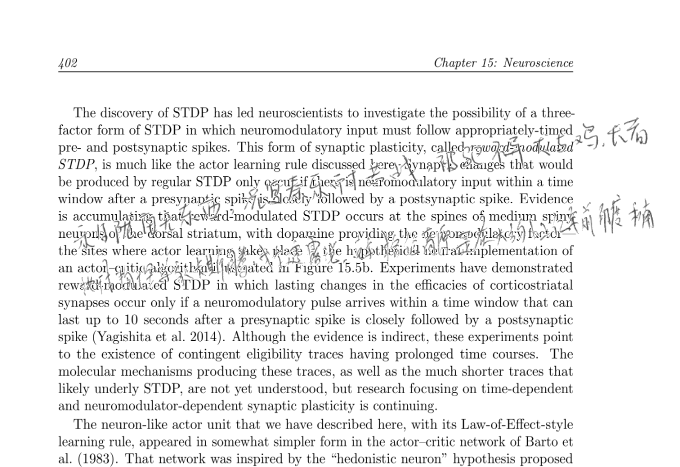 402
Chapter 15: Neuroscience
The discovery of STDP has led neuroscientists to investigate the possibility of a three-
factor form of STDP in which neuromodulatory input must follow appropriately-timed
pre- and postsynaptic spikes. This form of synaptic plasticity, called reward-modulated
STDP, is much like the actor learning rule discussed here. Synaptic changes that would
be produced by regular STDP only occur if there is neuromodulatory input within a time
window after a presynaptic spike is closely followed by a postsynaptic spike. Evidence
is accumulating that reward-modulated STDP occurs at the spines of medium spiny
neurons of the dorsal striatum, with dopamine providing the neuromodulatory factor—
the sites where actor learning takes place in the hypothetical neural implementation of
an actor–critic algorithm illustrated in Figure 15.5b. Experiments have demonstrated
reward-modulated STDP in which lasting changes in the efficacies of corticostriatal
synapses occur only if a neuromodulatory pulse arrives within a time window that can
last up to 10 seconds after a presynaptic spike is closely followed by a postsynaptic
spike (Yagishita et al. 2014). Although the evidence is indirect, these experiments point
to the existence of contingent eligibility traces having prolonged time courses. The
molecular mechanisms producing these traces, as well as the much shorter traces that
likely underly STDP, are not yet understood, but research focusing on time-dependent
and neuromodulator-dependent synaptic plasticity is continuing.
The neuron-like actor unit that we have described here, with its Law-of-Effect-style
learning rule, appeared in somewhat simpler form in the actor–critic network of Barto et
al. (1983). That network was inspired by the “hedonistic neuron” hypothesis proposed